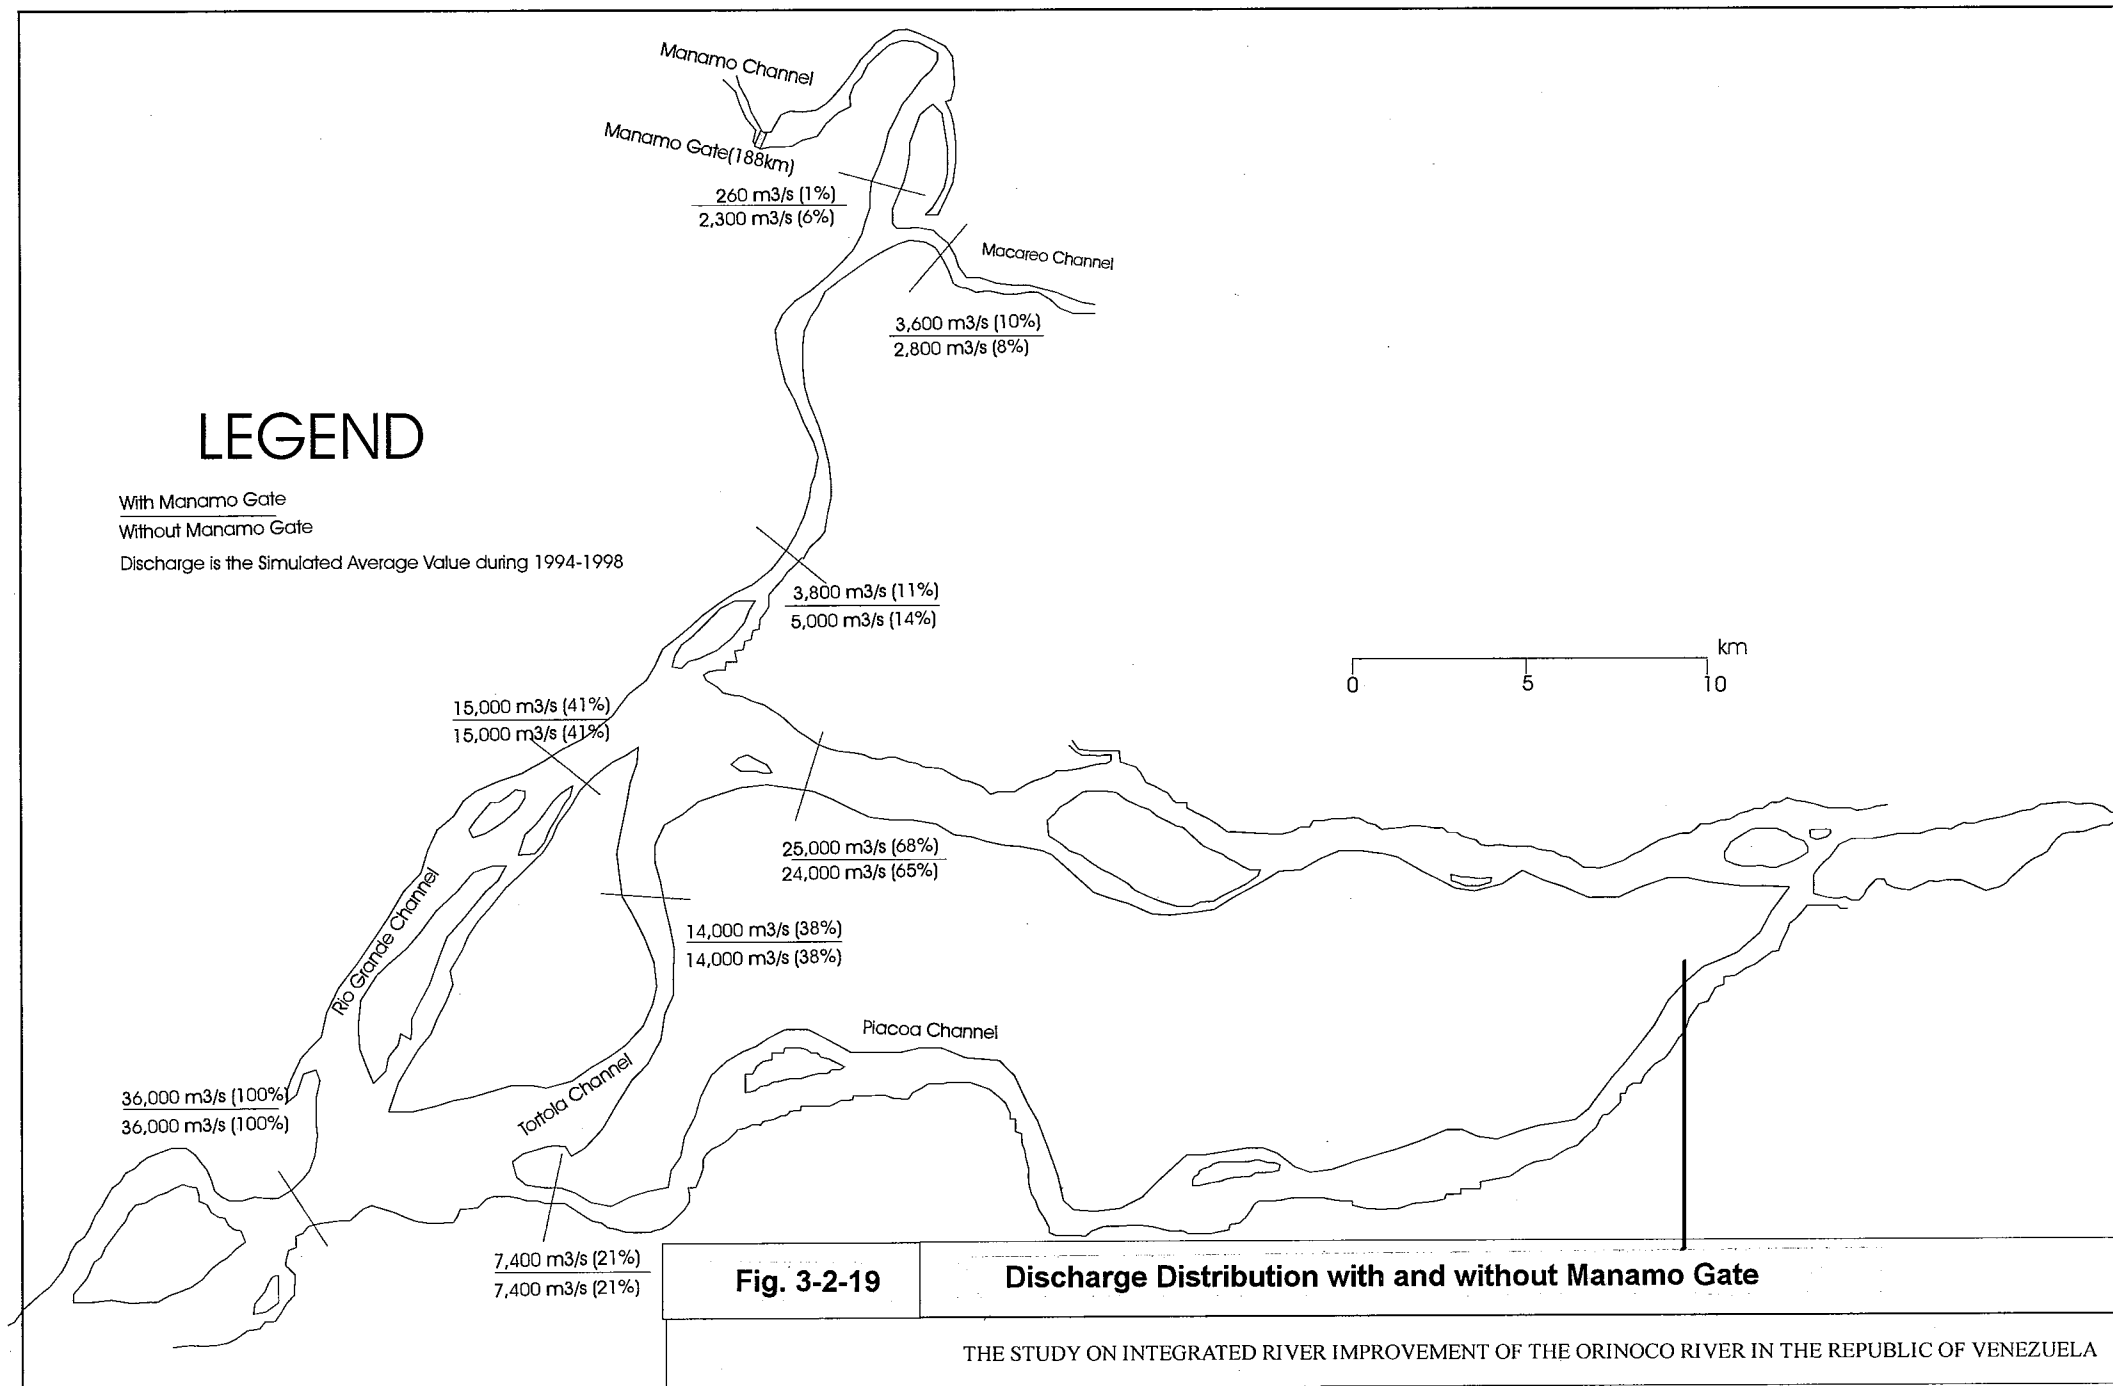 Manamo Channel
Manamo Gate(188km)
260 m3/s (1%)
2,300 m3/s (6%)
Macareo Channel
3,600 m3/s (10%)
2,800 m3/s (8%)
LEGEND
With Manamo Gate
Without Manamo Gate
Discharge is the Simulated Average Value during 1994-1998
3,800 m3/s (11%)
5,000 m3/s (14%)
km
0 5 10
15,000 m3/s (41%)
15,000 m3/s (41%)
25,000 m3/s (68%)
24,000 m3/s (65%)
Rio Grande Channel
14,000 m3/s (38%)
14,000 m3/s (38%)
Piacoa Channel
Tortola Channel
36,000 m3/s (100%)
36,000 m3/s (100%)
7,400 m3/s (21%)
7,400 m3/s (21%)
Fig. 3-2-19
Discharge Distribution with and without Manamo Gate
THE STUDY ON INTEGRATED RIVER IMPROVEMENT OF THE ORINOCO RIVER IN THE REPUBLIC OF VENEZUELA